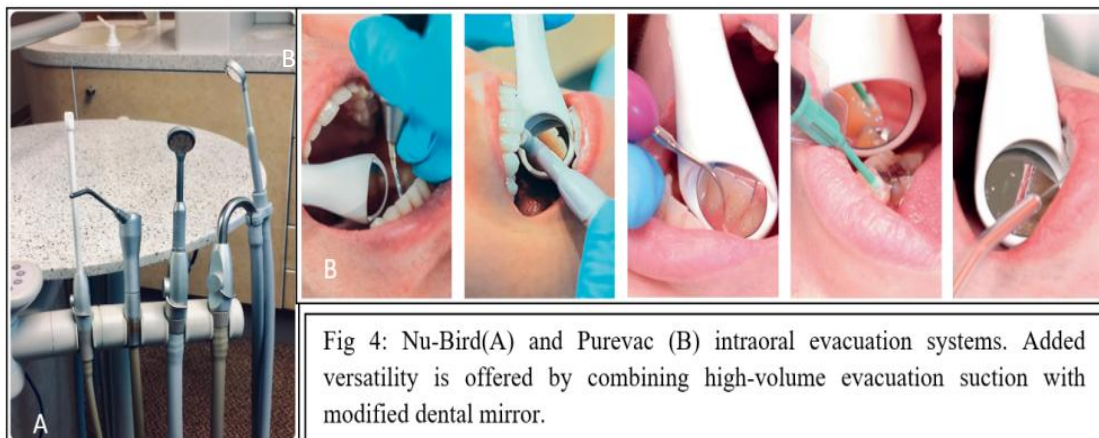 B
B
A
Fig 4: Nu-Bird(A) and Purevac (B) intraoral evacuation systems. Added
versatility is offered by combining high-volume evacuation suction with
modified dental mirror.